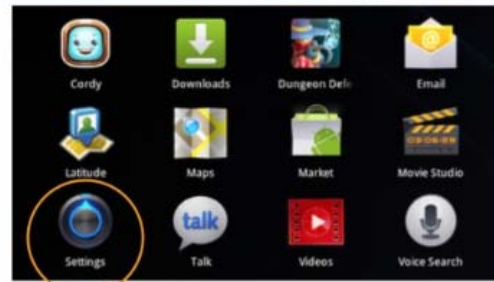 Cordy Downloads Dungeon Defe Email
Latitude Maps Market Movie Studio
talk
Settings Talk Videos Voice Search